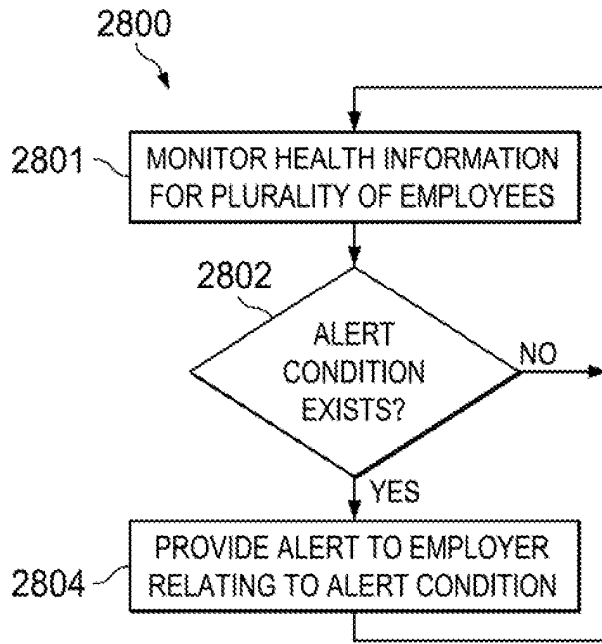 2800
2801
MONITOR HEALTH INFORMATION
FOR PLURALITY OF EMPLOYEES
2802
ALERT
CONDITION
EXISTS?
NO
YES
2804
PROVIDE ALERT TO EMPLOYER
RELATING TO ALERT CONDITION